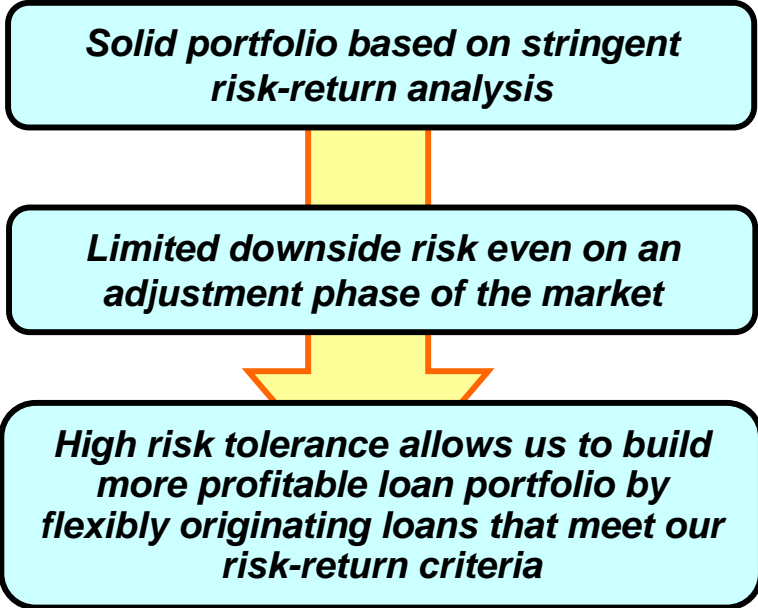 Solid portfolio based on stringent
risk-return analysis
Limited downside risk even on an
adjustment phase of the market
High risk tolerance allows us to build
more profitable loan portfolio by
flexibly originating loans that meet our
risk-return criteria